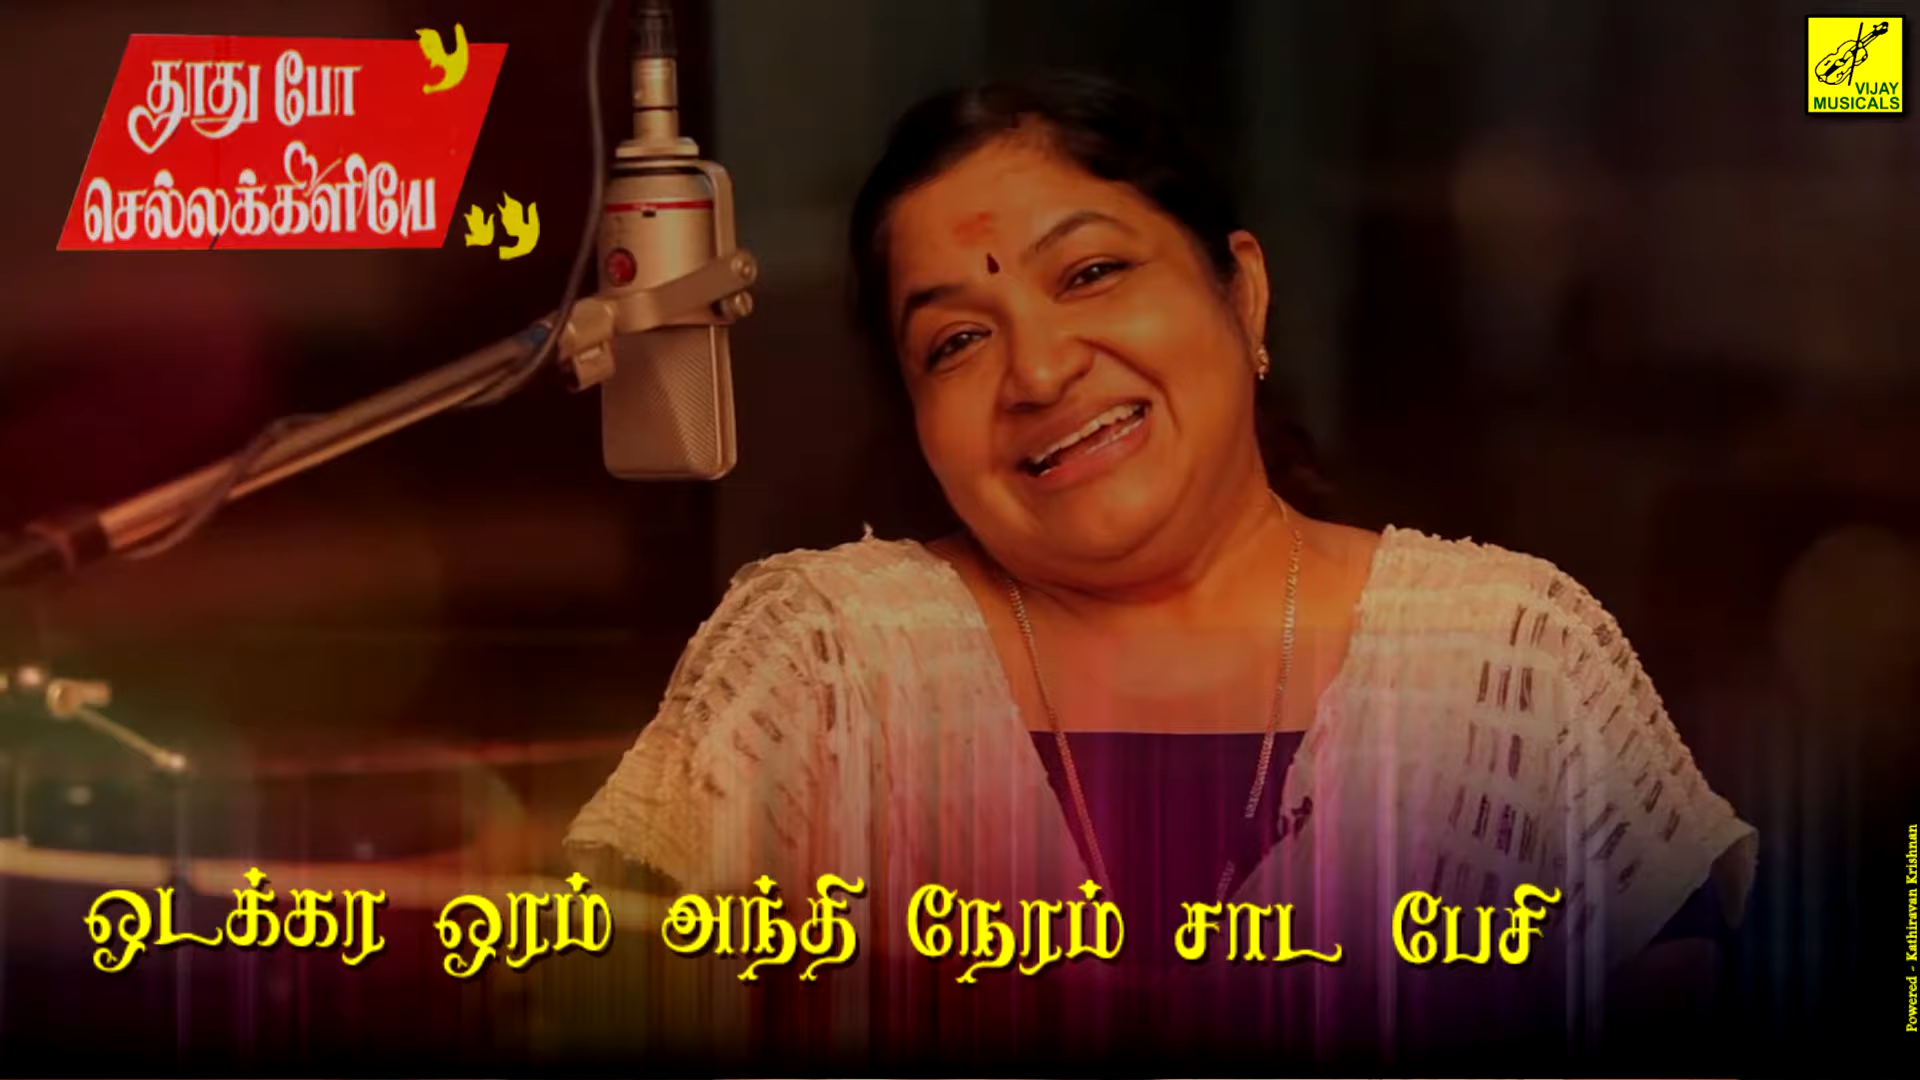 தூது போ
செல்லக்கிளியே
VIJAY
MUSICALS
ஓடக்கர ஓரம் அந்தி நேரம் சாட பேசி
Powered - Kathiravan Krishnan